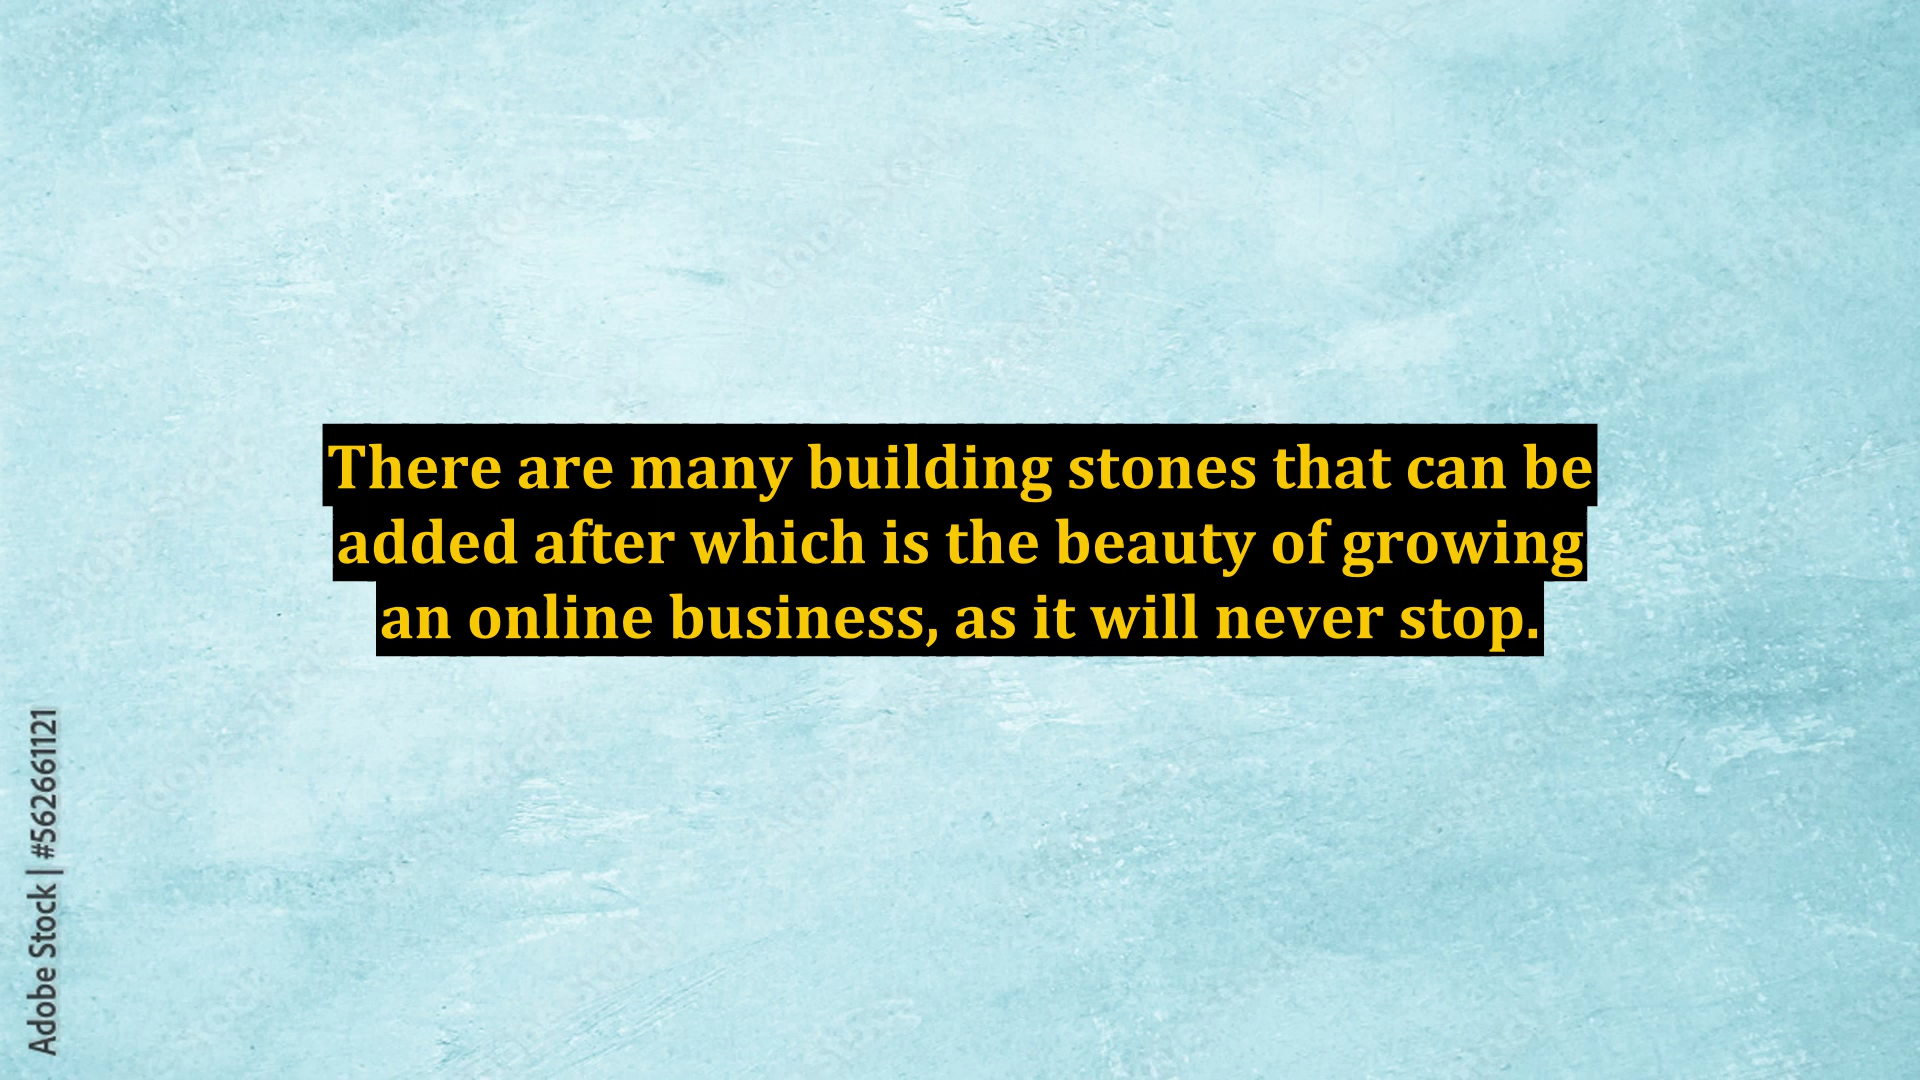 There are many building stones that can be
added after which is the beauty of growing
an online business, as it will never stop.
Adobe Stock | #562661121